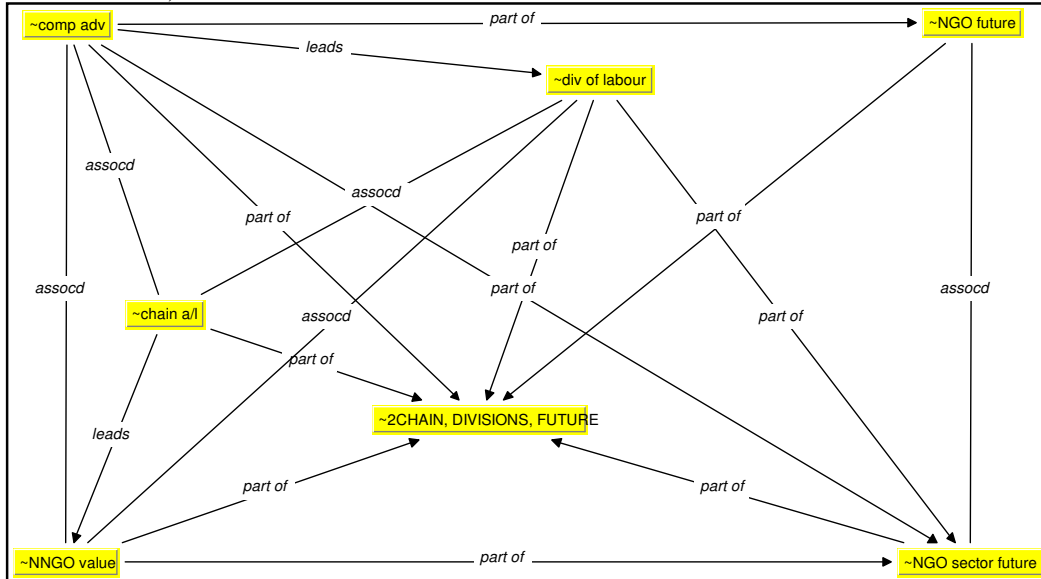 ~comp adv
part of
~NGO future
leads
~div of labour
assocd
assocd
part of
part of
part of
part of
assocd
~chain a/l
assocd
part of
assocd
part of
~2CHAIN, DIVISIONS, FUTURE
leads
part of
part of
~NNGO value
part of
~NGO sector future